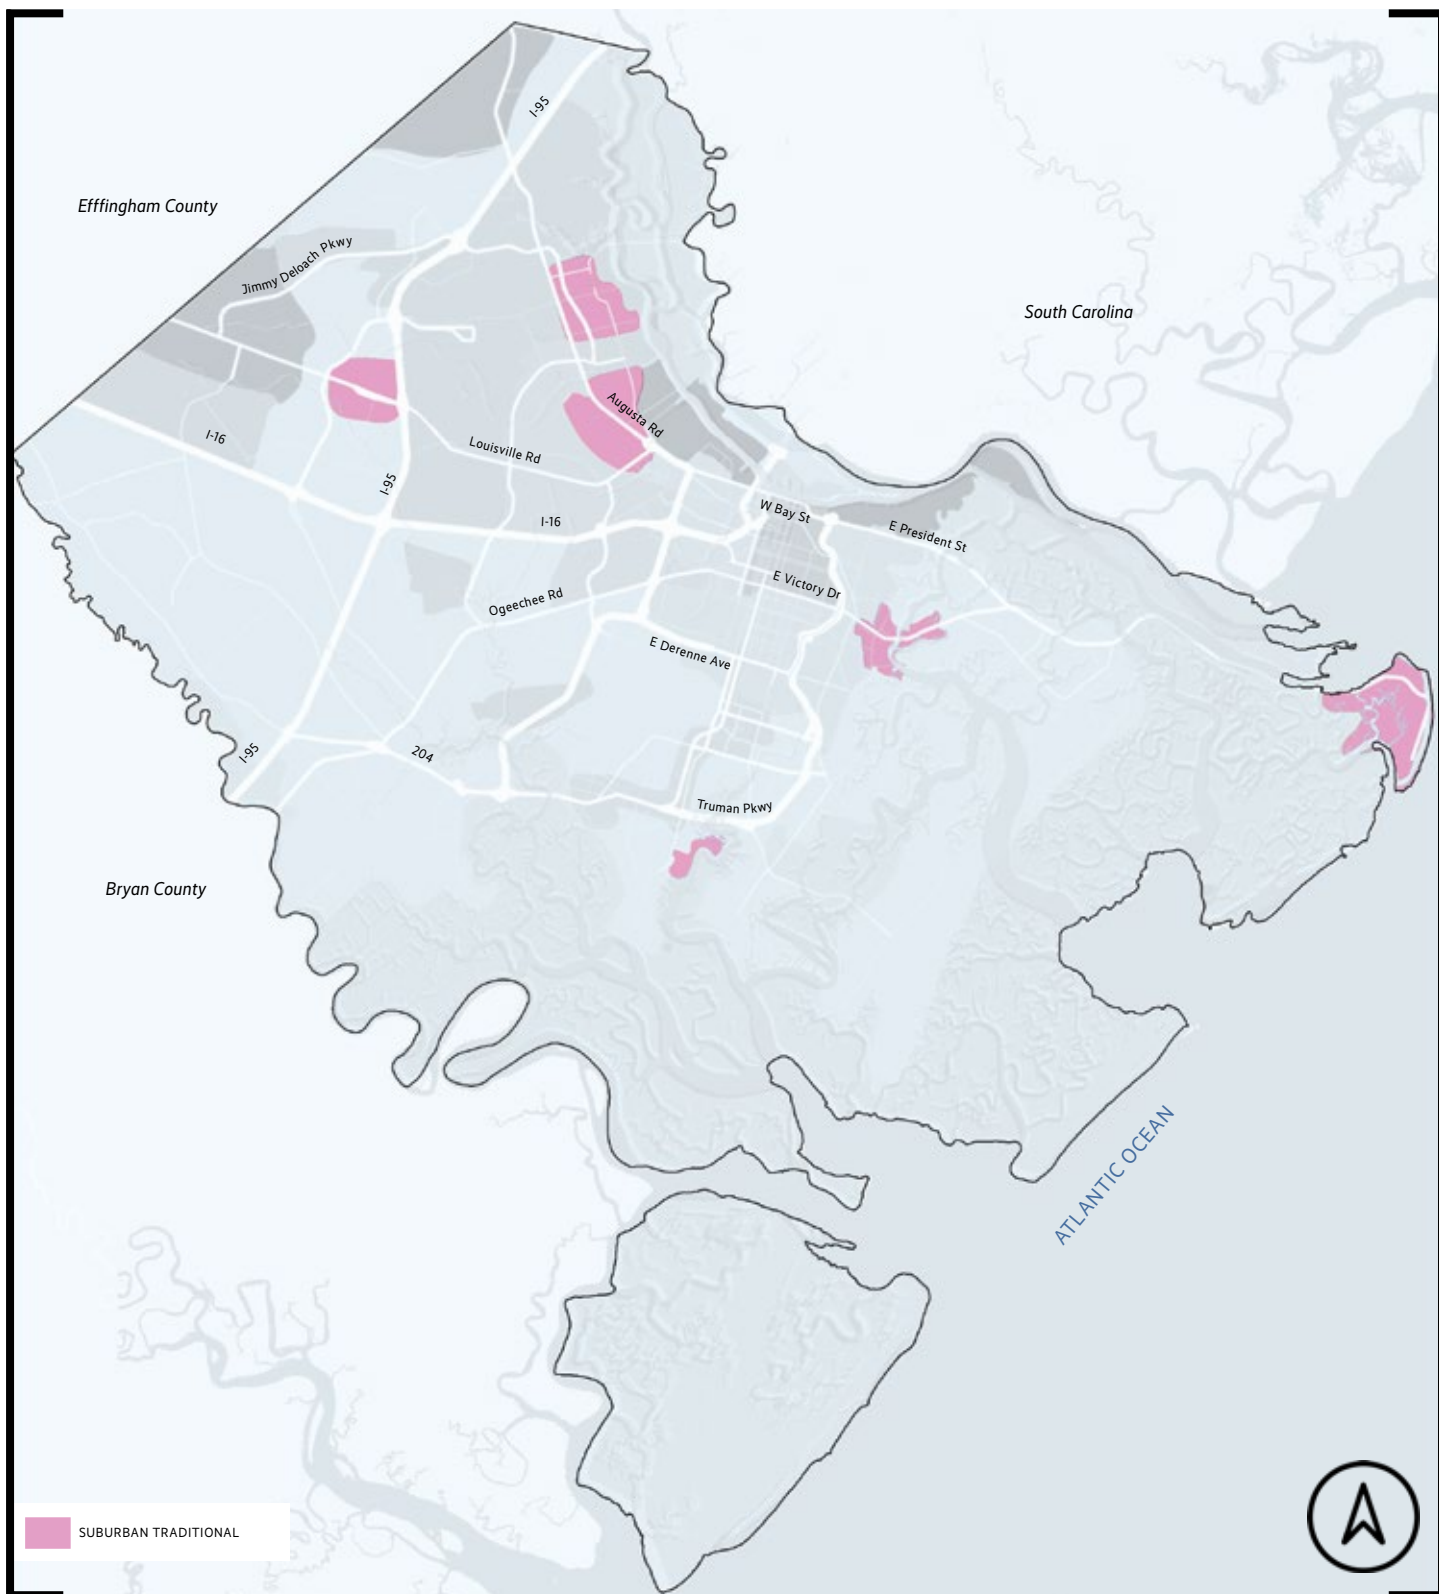 I-95
Efffingham County
Jimmy Deloach Pkwy
South Carolina
Augusta Rd
I-16
Louisville Rd
I-95
I-16
W Bay St
E President St
E Victory Dr
Ogeechee Rd
E Derenne Ave
I-95
204
Truman Pkwy
Bryan County
ATLANTIC OCEAN
SUBURBAN TRADITIONAL